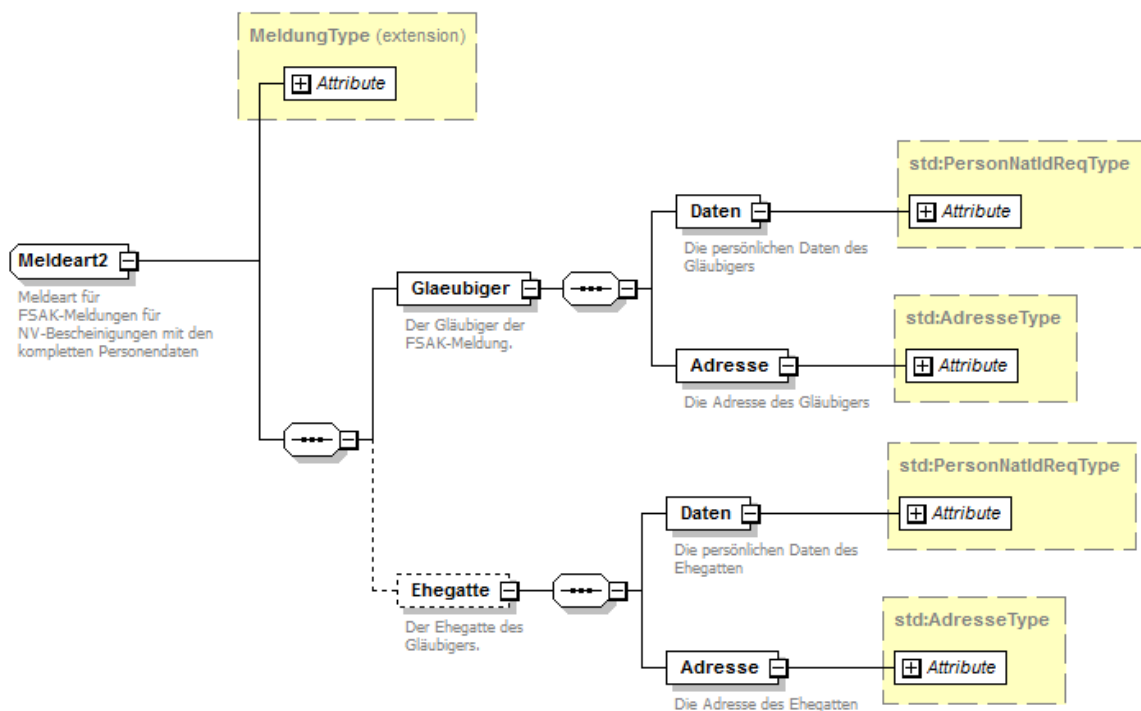 MeldungType (extension)
Attribute
Meldeart2
Meldeart für
FSAK-Meldungen für
NV-Bescheinigungen mit den
kompletten Personendaten
Glaeubiger
Der Gläubiger der
FSAK-Meldung.
Daten
Die persönlichen Daten des
Gläubigers
std:PersonNatIdReqType
Attribute
Adresse
Die Adresse des Gläubigers
std:AdresseType
Attribute
Ehegatte
Der Ehegatte des
Gläubigers.
Daten
Die persönlichen Daten des
Ehegatten
std:PersonNatIdReqType
Attribute
Adresse
Die Adresse des Ehegatten
std:AdresseType
Attribute